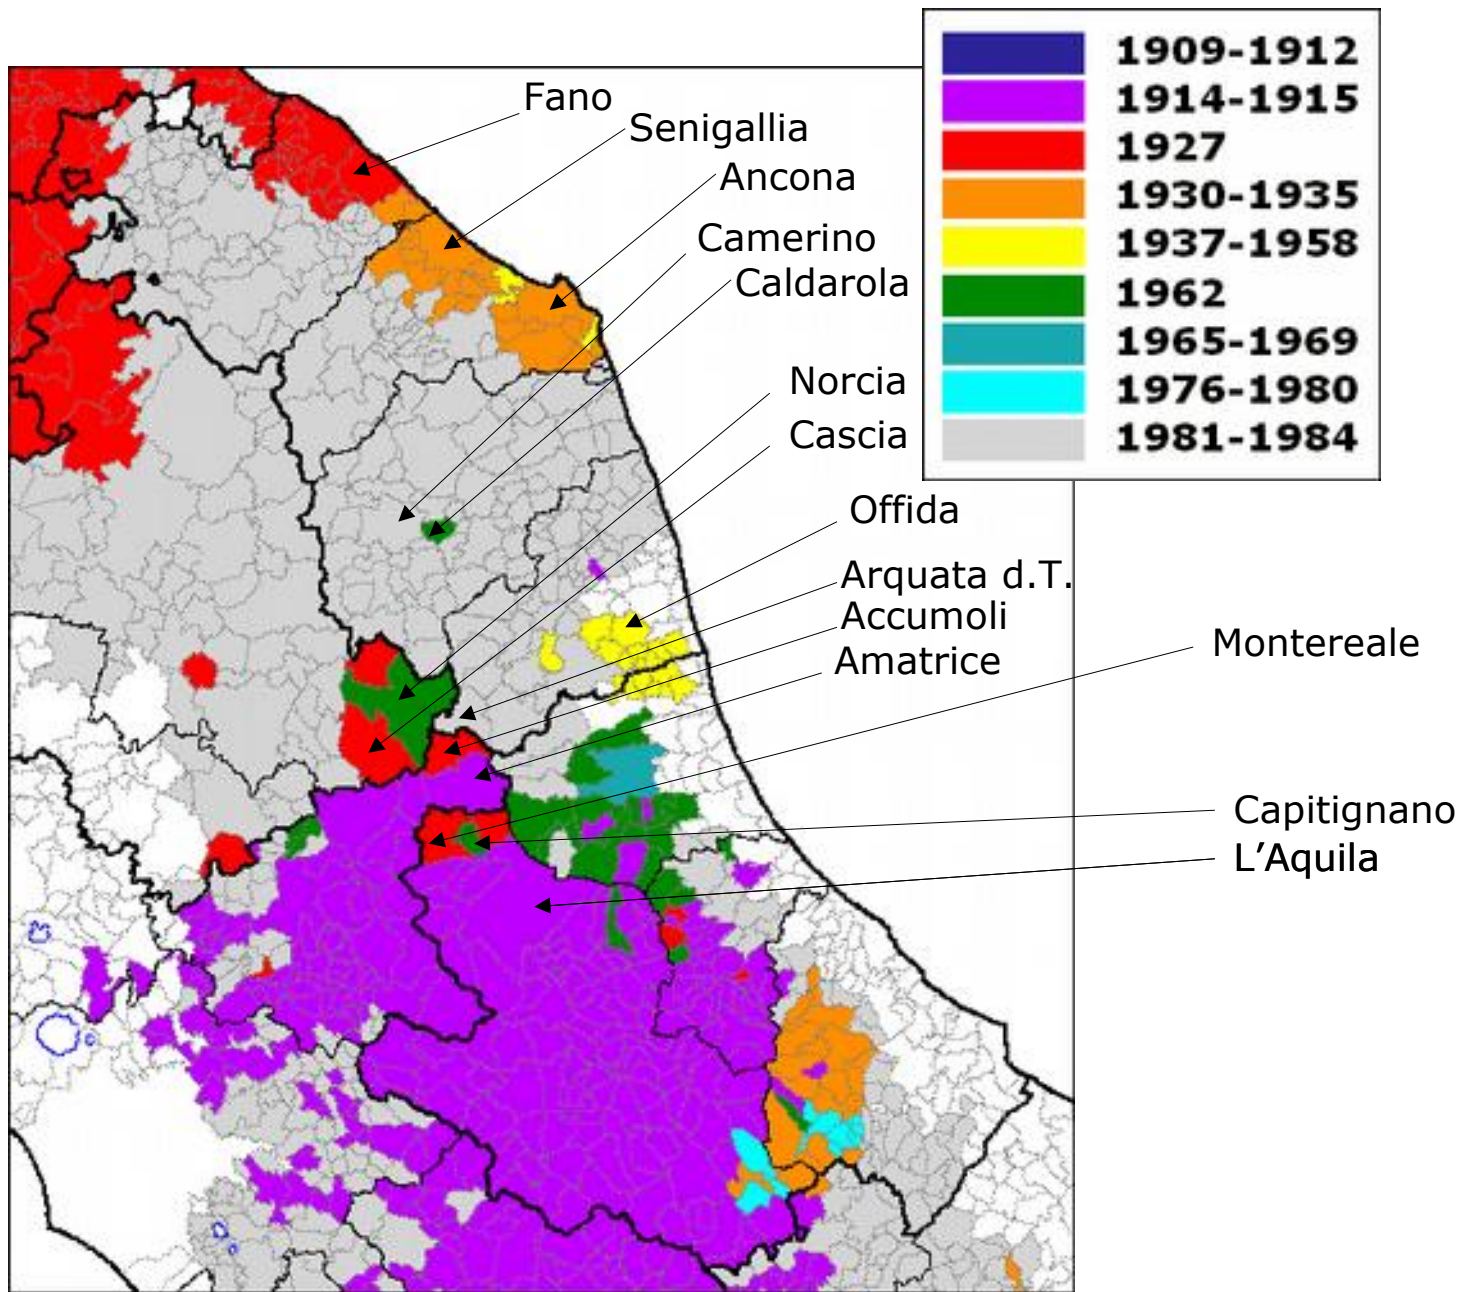 1909-1912
1914-1915
1927
1930-1935
1937-1958
1962
1965-1969
1976-1980
1981-1984
Fano
Senigallia
Ancona
Camerino
Caldarola
Norcia
Cascia
Offida
Arquata d.T.
Accumoli
Amatrice
Montereale
Capitignano
L'Aquila